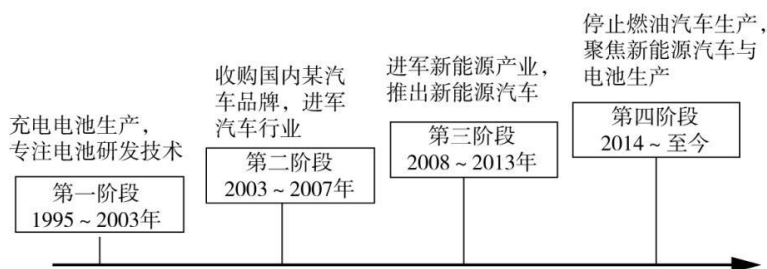 充电电池生产，
专注电池研发技术
第一阶段
1995～2003年
收购国内某汽
车品牌，进军
汽车行业
第二阶段
2003～2007年
进军新能源产业，
推出新能源汽车
第三阶段
2008～2013年
停止燃油汽车生产，
聚焦新能源汽车与
电池生产
第四阶段
2014～至今